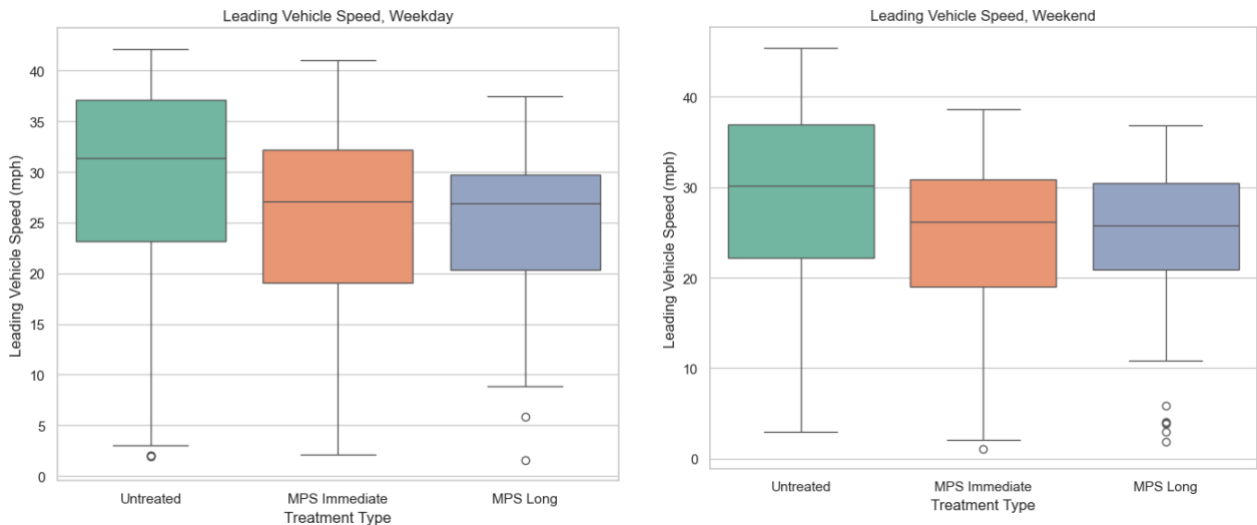 Leading Vehicle Speed, Weekday
Leading Vehicle Speed (mph)
40
35
30
25
20
15
10
5
0
Untreated
MPS Immediate
MPS Long
Treatment Type
Leading Vehicle Speed, Weekend
Leading Vehicle Speed (mph)
40
30
20
10
0
Untreated
MPS Immediate
MPS Long
Treatment Type